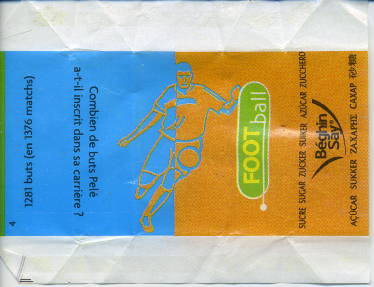 Combien de buts Pelé
a-t-il inscrit dans sa carrière ?
1281 buts (en 1376 matchs)
4
FOOT ball
SUCRE SUGAR ZUCKER SUIKER AZÚCAR ZUCCHERO
Béghin
Say
AÇÚCAR SUKKER ΖΑΧΑΡΗΣ САХАР 砂糖